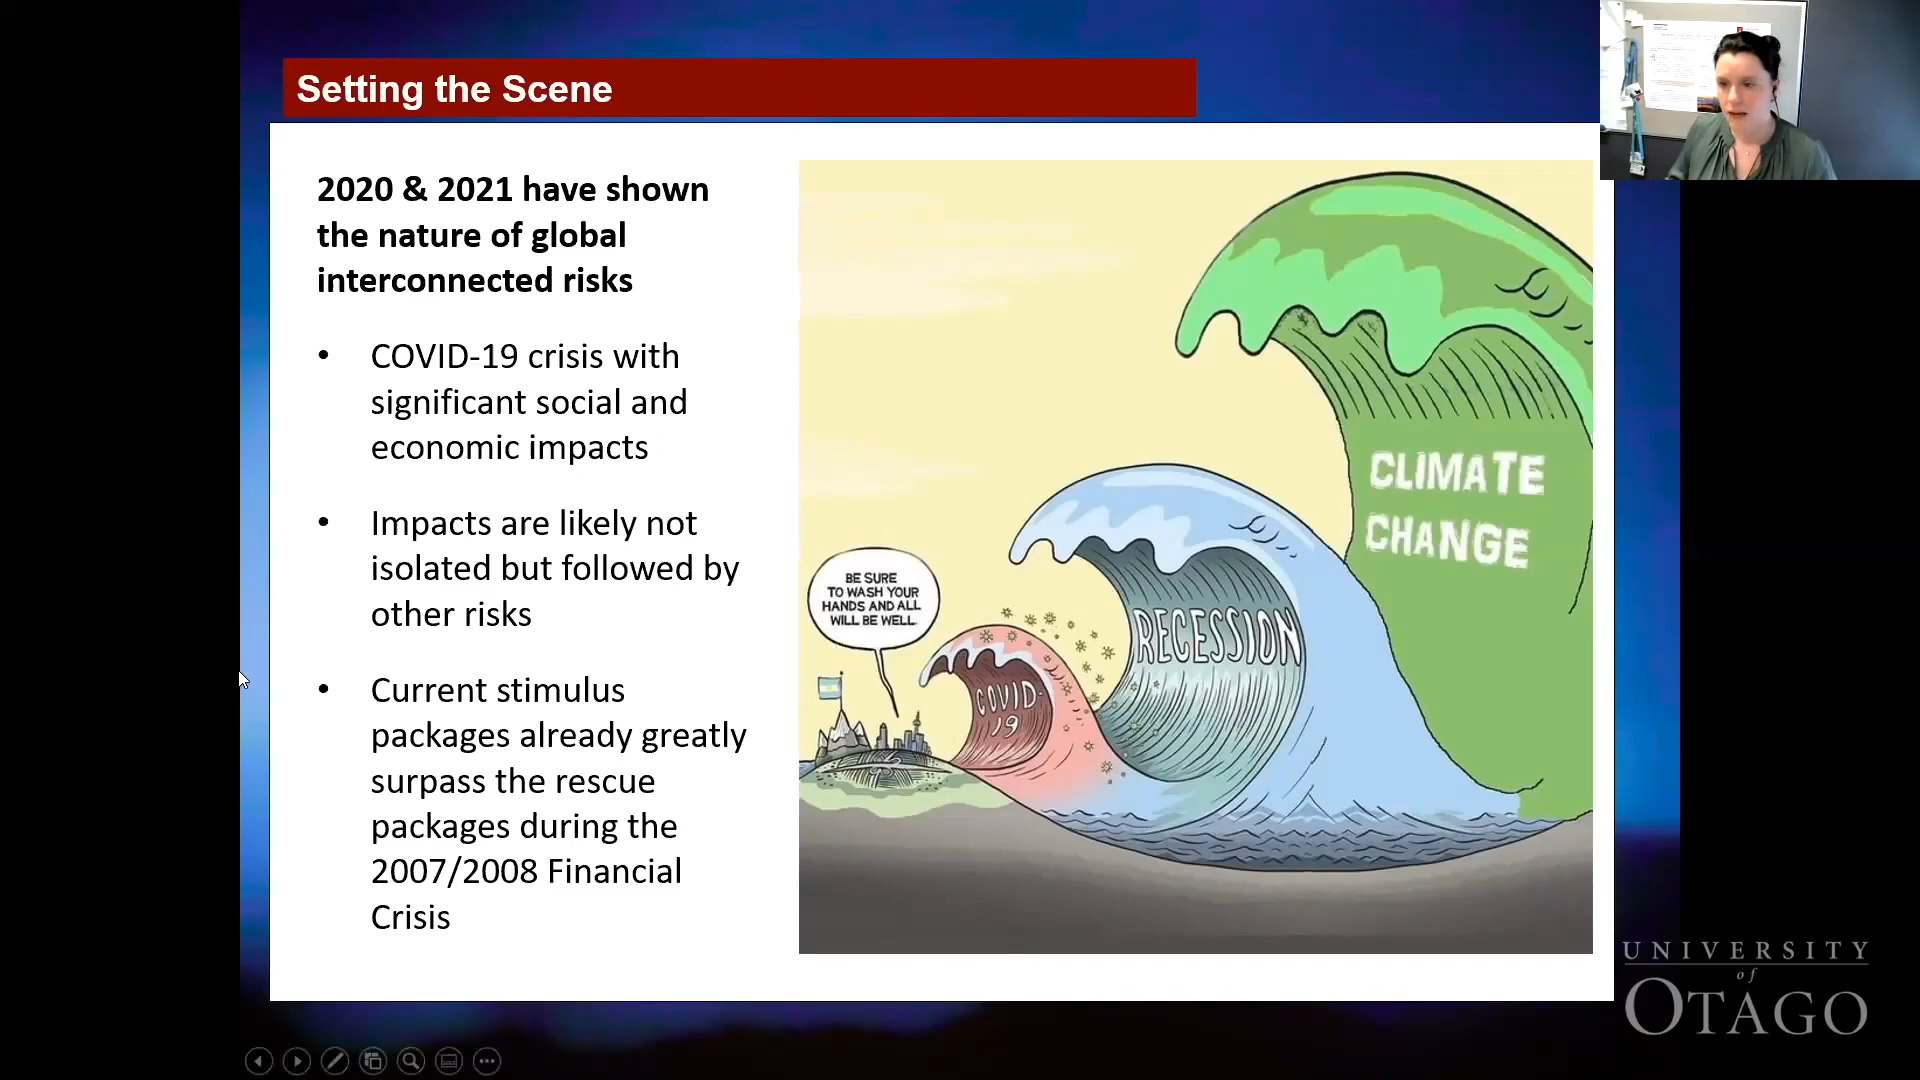 Setting the Scene
2020 & 2021 have shown
the nature of global
interconnected risks
• COVID-19 crisis with
significant social and
economic impacts
• Impacts are likely not
isolated but followed by
other risks
• Current stimulus
packages already greatly
surpass the rescue
packages during the
2007/2008 Financial
Crisis
BE SURE
TO WASH YOUR
HANDS AND ALL
WILL BE WELL.
COVID-
19
RECESSION
CLIMATE
CHANGE
UNIVERSITY
of
OTAGO